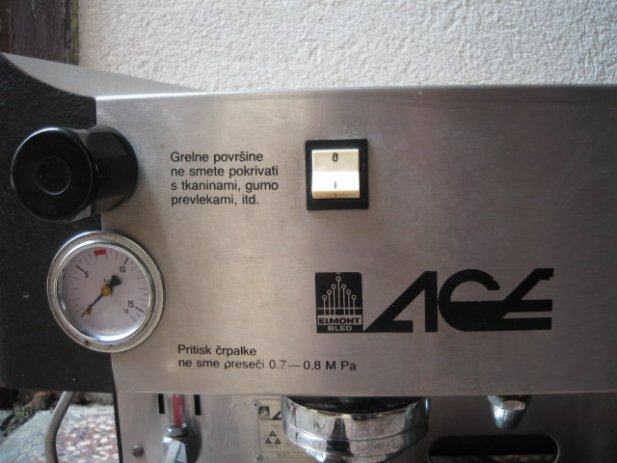 Grelne površine
ne smete pokrivati
s tkaninami, gumo
prevlekami, itd.
0
I
5
10
15
16
ELMONT
BLED
ACE
Pritisk črpalke
ne sme preseči 0.7—0.8 M Pa